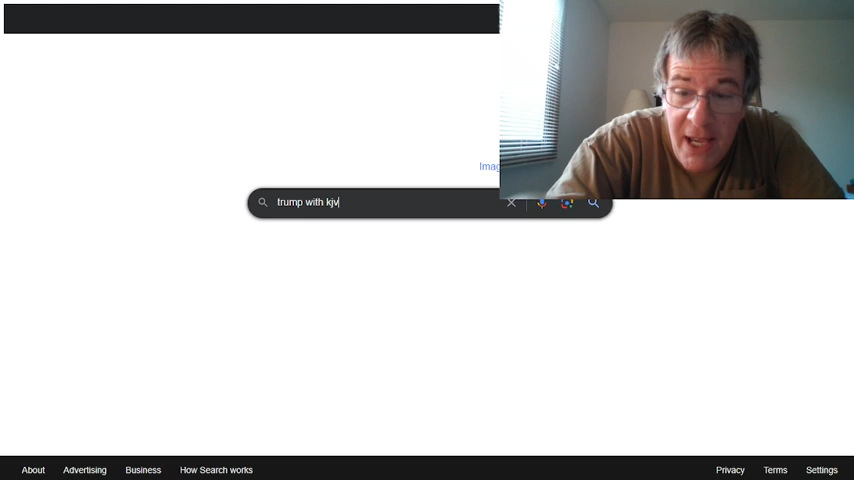 Imag
trump with kjv
About Advertising Business How Search works Privacy Terms Settings